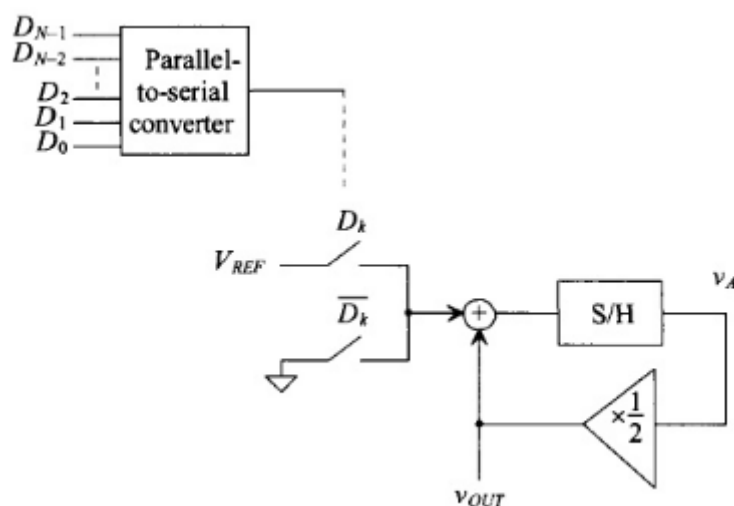 D_{N-1}
D_{N-2}
D_2
D_1
D_0
Parallel-
to-serial
converter
D_k
V_{REF}
\overline{D_k}
+
S/H
v_A
×\frac{1}{2}
v_{OUT}